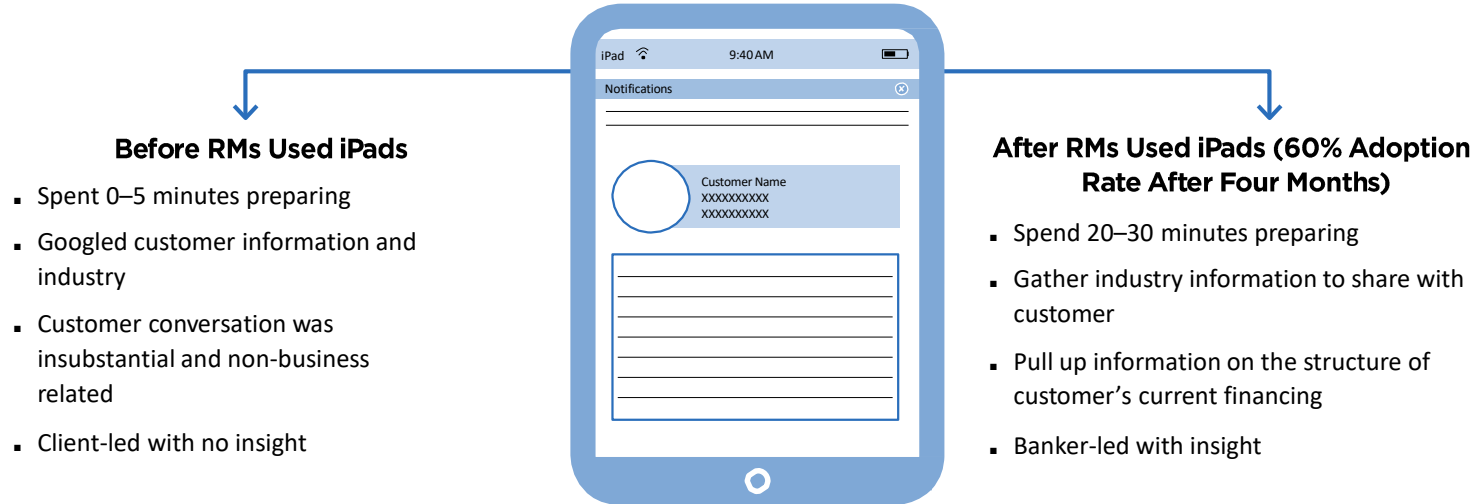 iPad
9:40 AM
Notifications
Customer Name
XXXXXXXXXX
XXXXXXXXXX
Before RMs Used iPads
▪ Spent 0–5 minutes preparing
▪ Googled customer information and
industry
▪ Customer conversation was
insubstantial and non-business
related
▪ Client-led with no insight
After RMs Used iPads (60% Adoption
Rate After Four Months)
▪ Spend 20–30 minutes preparing
▪ Gather industry information to share with
customer
▪ Pull up information on the structure of
customer’s current financing
▪ Banker-led with insight